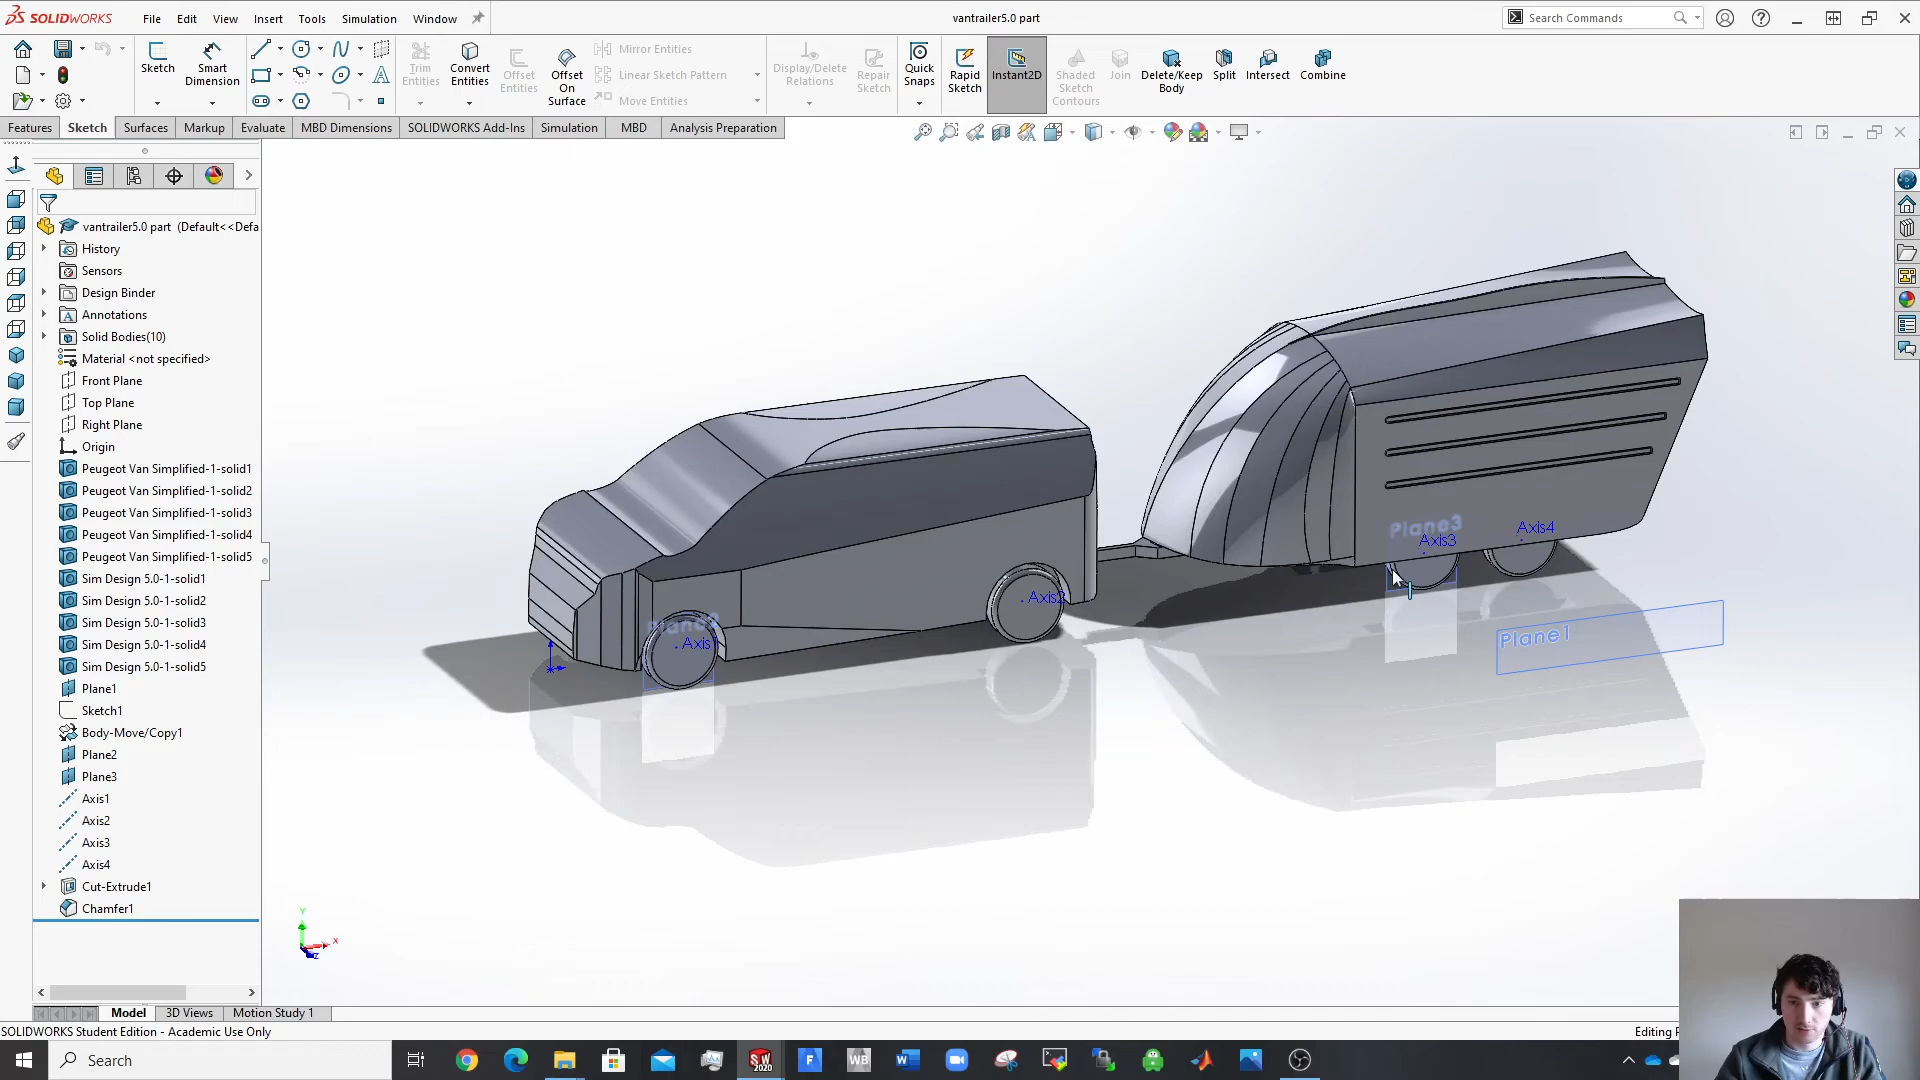 SOLIDWORKS File Edit View Insert Tools Simulation Window vantrailer5.0 part Search Commands
Sketch Smart Dimension Trim Entities Convert Entities Offset Entities Offset On Surface Mirror Entities Linear Sketch Pattern Move Entities Display/Delete Relations Repair Sketch Quick Snaps Rapid Sketch Instant2D Shaded Sketch Contours Join Delete/Keep Body Split Intersect Combine
Features Sketch Surfaces Markup Evaluate MBD Dimensions SOLIDWORKS Add-Ins Simulation MBD Analysis Preparation
vantrailer5.0 part (Default<<Defa
History
Sensors
Design Binder
Annotations
Solid Bodies(10)
Material <not specified>
Front Plane
Top Plane
Right Plane
Origin
Peugeot Van Simplified-1-solid1
Peugeot Van Simplified-1-solid2
Peugeot Van Simplified-1-solid3
Peugeot Van Simplified-1-solid4
Peugeot Van Simplified-1-solid5
Sim Design 5.0-1-solid1
Sim Design 5.0-1-solid2
Sim Design 5.0-1-solid3
Sim Design 5.0-1-solid4
Sim Design 5.0-1-solid5
Plane1
Sketch1
Body-Move/Copy1
Plane2
Plane3
Axis1
Axis2
Axis3
Axis4
Cut-Extrude1
Chamfer1
Plane3
Axis3
Axis4
Axis2
Plane2
Axis
Plane1
Y
X
Z
Model 3D Views Motion Study 1
SOLIDWORKS Student Edition - Academic Use Only
Editing P
Search
SW 2020
F
WB
W